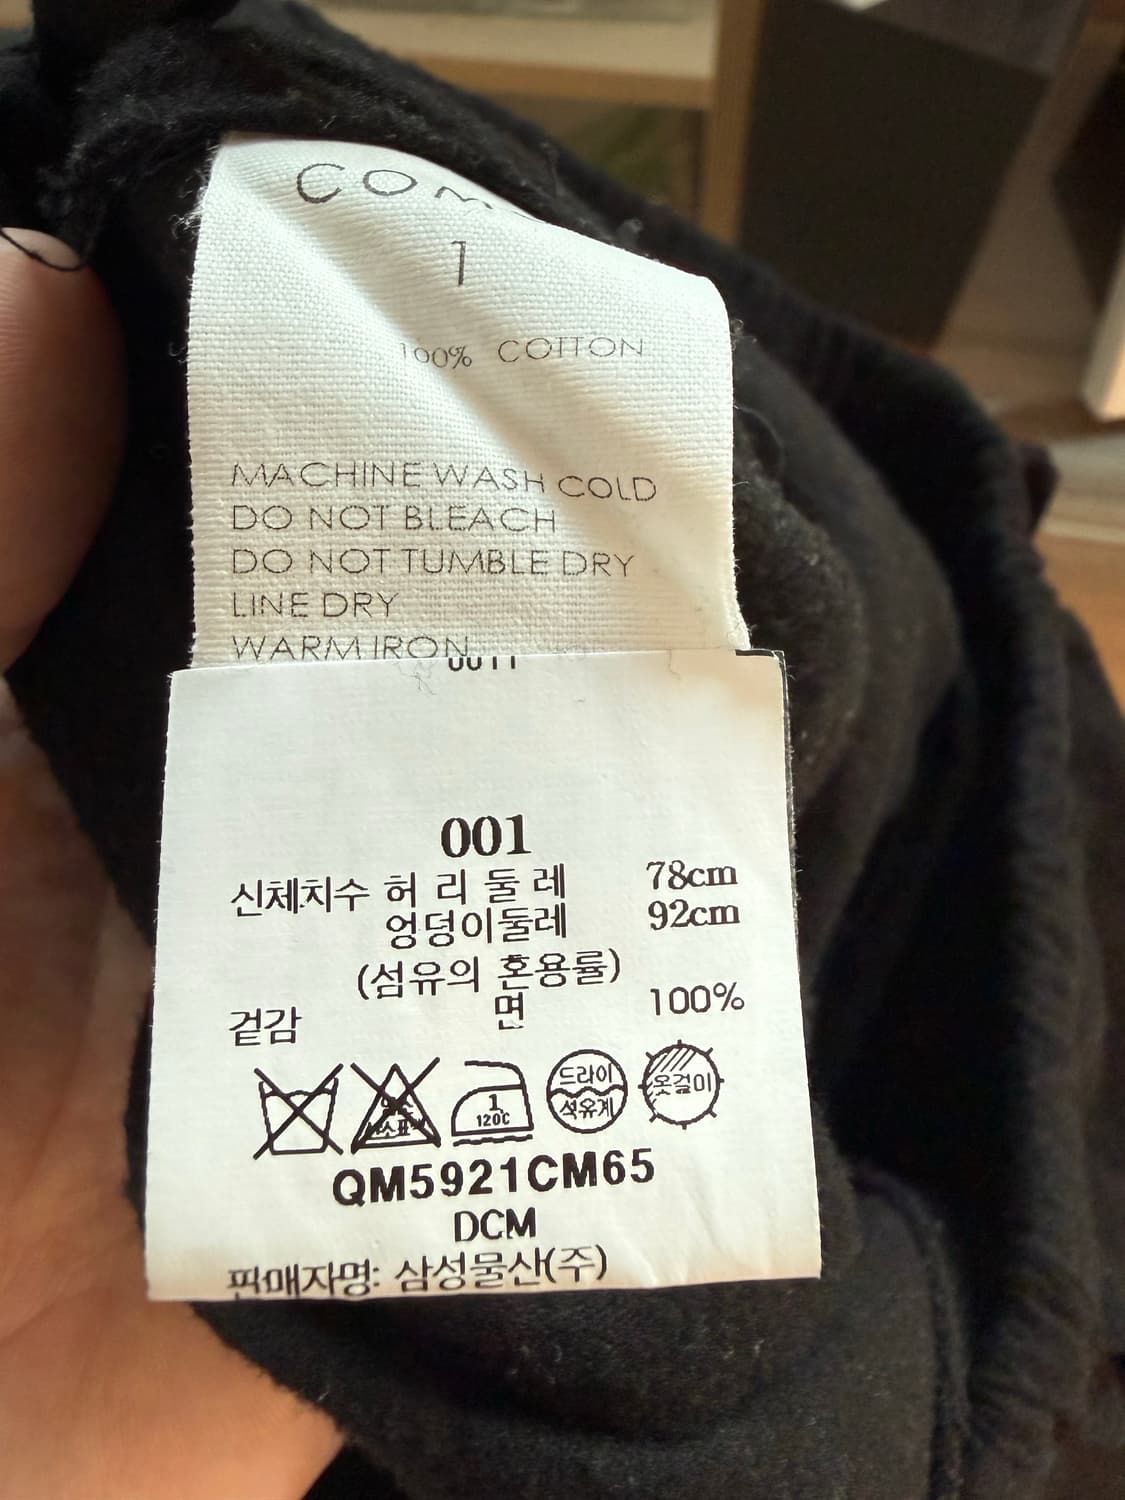 COM
1
100% COTTON
MACHINE WASH COLD
DO NOT BLEACH
DO NOT TUMBLE DRY
LINE DRY
WARM IRON
001
신체치수 허 리 둘 레 78cm
엉덩이둘레 92cm
(섬유의 혼용률)
겉감 면 100%
1 120C
드라이
석유계
옷걸이
QM5921CM65
DCM
판매자명: 삼성물산(주)